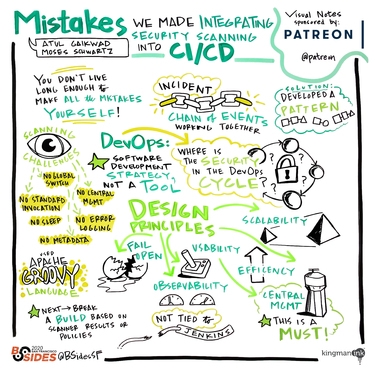 Mistakes WE MADE INTEGRATING
SECURITY SCANNING
INTO CI/CD
ATUL GAIKWAD
MOSES SCHWARTZ
Visual Notes
sponsored by:
PATREON
@patreon
YOU DON'T LIVE
LONG ENOUGH to
MAKE ALL the MISTAKES
YOURSELF!
INCIDENT
CHAIN of EVENTS
WORKING TOGETHER
SOLUTION:
DEVELOPED A
PATTERN
SCANNING
CHALLENGES
NO GLOBAL
SWITCH
NO STANDARD
INVOCATION
NO CENTRAL
MGMT
NO SLEEP
NO ERROR
LOGGING
NO METADATA
DevOps:
SOFTWARE
DEVELOPMENT
STRATEGY,
NOT A TOOL
WHERE IS
THE SECURITY
IN THE DevOps
CYCLE?
? ? ? ?
DESIGN
PRINCIPLES
SCALABILITY
FAIL
OPEN
USABILITY
EFFICENCY
OBSERVABILITY
CENTRAL
MGMT
THIS IS A
MUST!
NOT TIED to
JENKINS
USED
APACHE
GROOVY
LANGUAGE
NEXT→ BREAK
A BUILD BASED ON
SCANNER RESULTS OR
POLICIES
BSIDES
2020
@BSidesSF
kingmanink